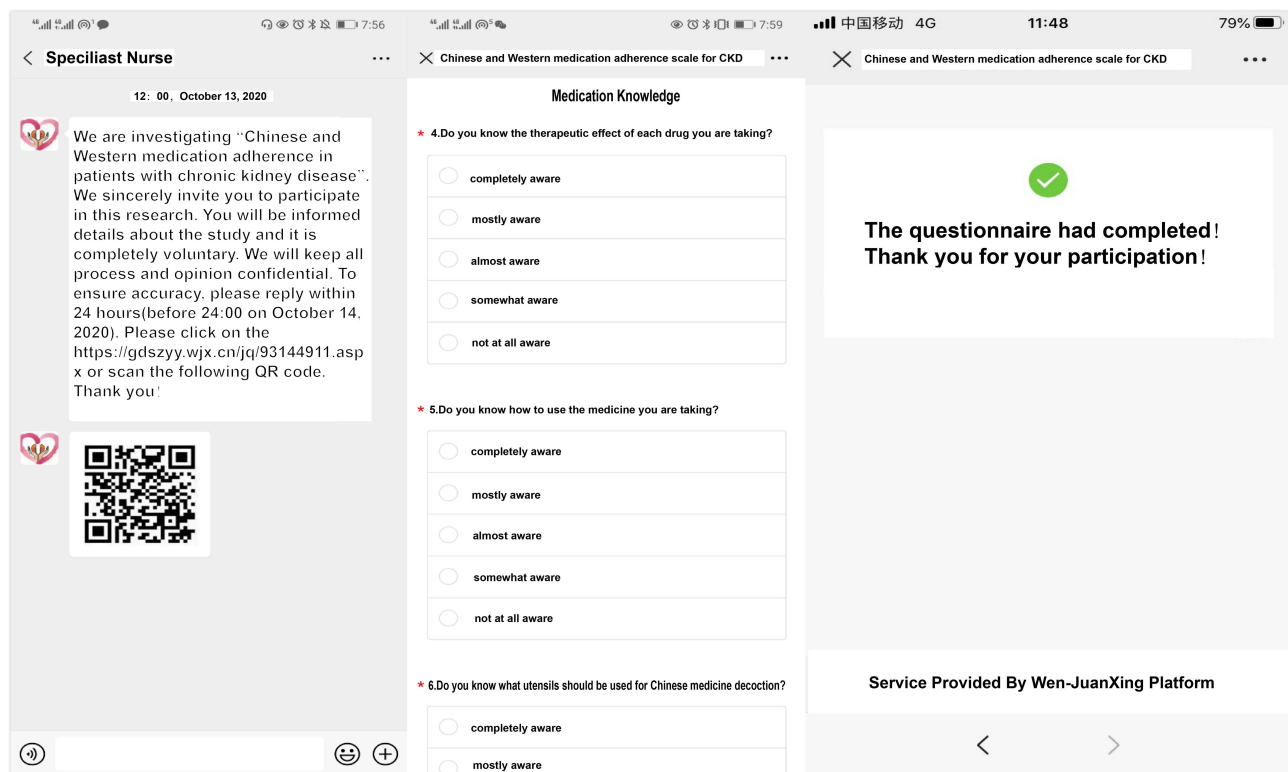 7:56
Speciliast Nurse
12：00，October 13, 2020
We are investigating “Chinese and
Western medication adherence in
patients with chronic kidney disease”.
We sincerely invite you to participate
in this research. You will be informed
details about the study and it is
completely voluntary. We will keep all
process and opinion confidential. To
ensure accuracy, please reply within
24 hours(before 24:00 on October 14,
2020). Please click on the
https://gdszyy.wjx.cn/jq/93144911.asp
x or scan the following QR code.
Thank you！
7:59
Chinese and Western medication adherence scale for CKD
Medication Knowledge
* 4.Do you know the therapeutic effect of each drug you are taking?
completely aware
mostly aware
almost aware
somewhat aware
not at all aware
* 5.Do you know how to use the medicine you are taking?
completely aware
mostly aware
almost aware
somewhat aware
not at all aware
* 6.Do you know what utensils should be used for Chinese medicine decoction?
completely aware
mostly aware
中国移动 4G 11:48 79%
Chinese and Western medication adherence scale for CKD
The questionnaire had completed！
Thank you for your participation！
Service Provided By Wen-JuanXing Platform